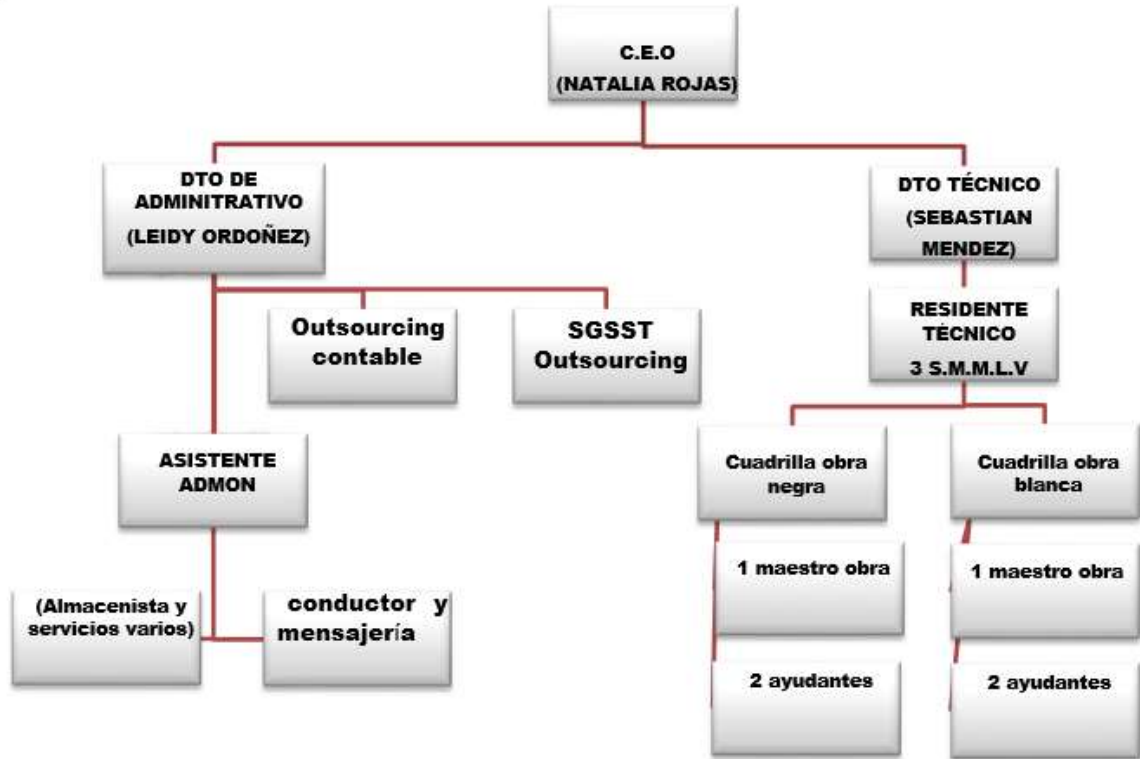 C.E.O
(NATALIA ROJAS)
DTO DE
ADMINITRATIVO
(LEIDY ORDOÑEZ)
DTO TÉCNICO
(SEBASTIAN
MENDEZ)
Outsourcing
contable
SGSST
Outsourcing
RESIDENTE
TÉCNICO
3 S.M.M.L.V
ASISTENTE
ADMON
Cuadrilla obra
negra
Cuadrilla obra
blanca
1 maestro obra
1 maestro obra
(Almacenista y
servicios varios)
conductor y
mensajería
2 ayudantes
2 ayudantes